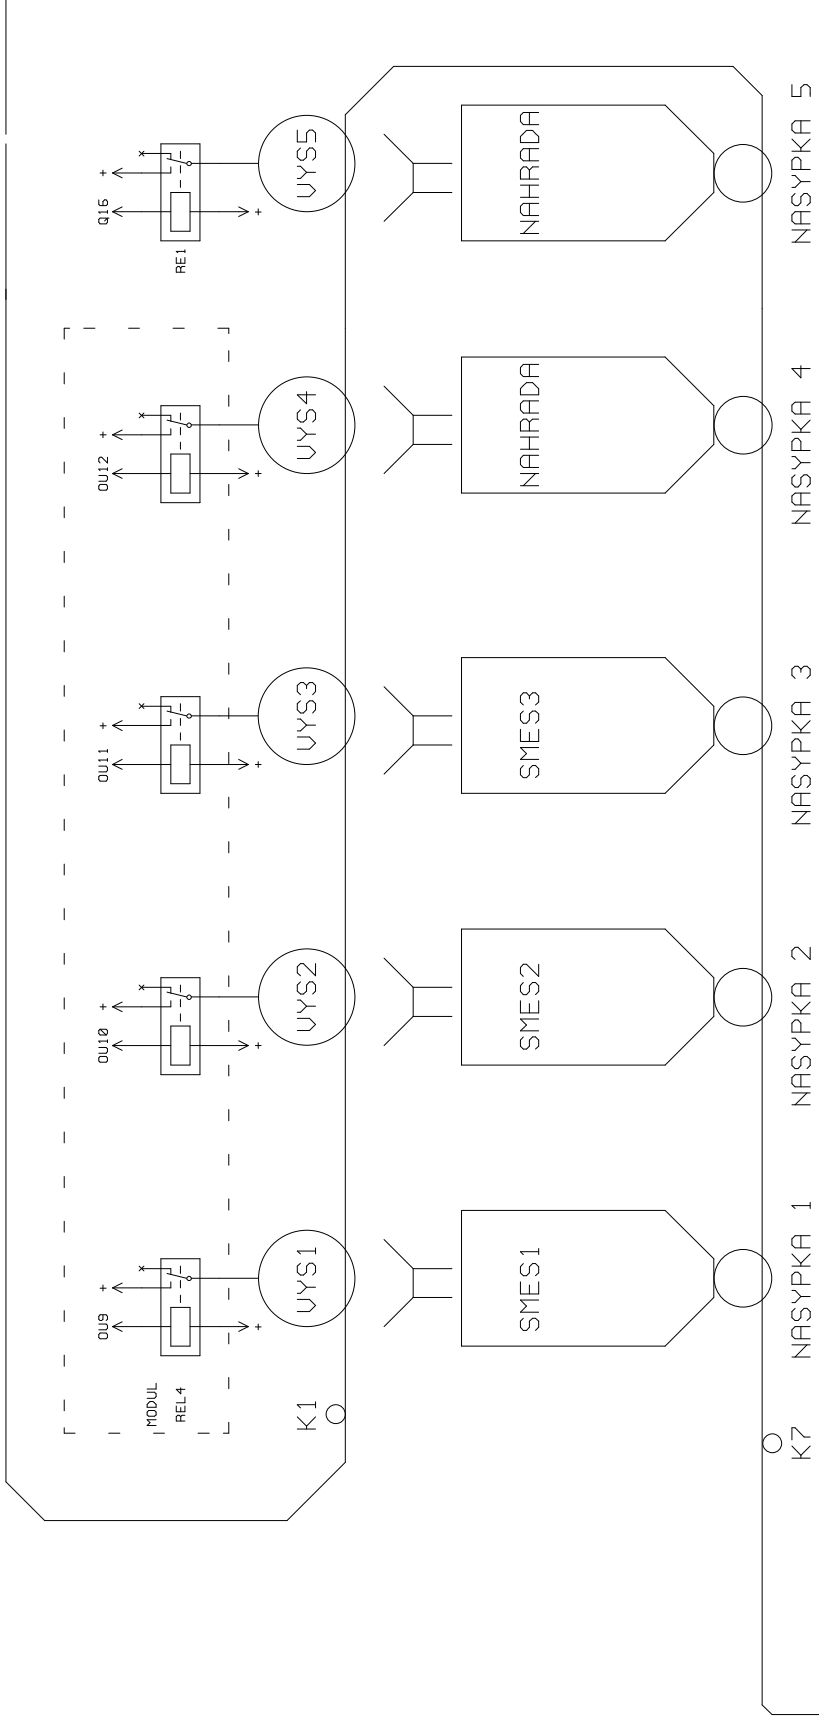 OU9
OU10
OU11
OU12
Q16
+ + + + +
+ + + + +
MODUL
REL4
RE1
K1
VYS1
VYS2
VYS3
VYS4
VYS5
SMES1
SMES2
SMES3
NAHRADA
NAHRADA
K7
NASYPKA 1
NASYPKA 2
NASYPKA 3
NASYPKA 4
NASYPKA 5